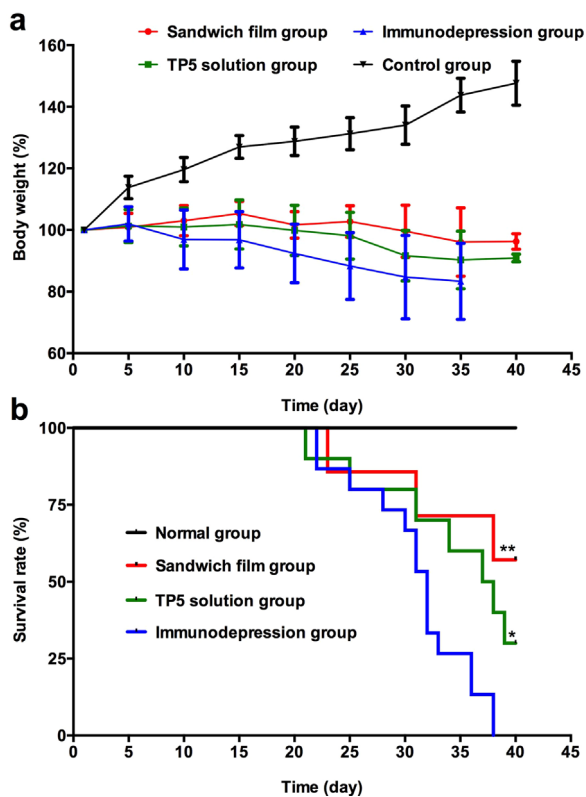 a
Sandwich film group Immunodepression group
TP5 solution group Control group
160
140
120
100
80
60
Body weight (%)
0 5 10 15 20 25 30 35 40 45
Time (day)
b
100
75
50
25
0
Survival rate (%)
Normal group
Sandwich film group
TP5 solution group
Immunodepression group
**
*
0 5 10 15 20 25 30 35 40 45
Time (day)